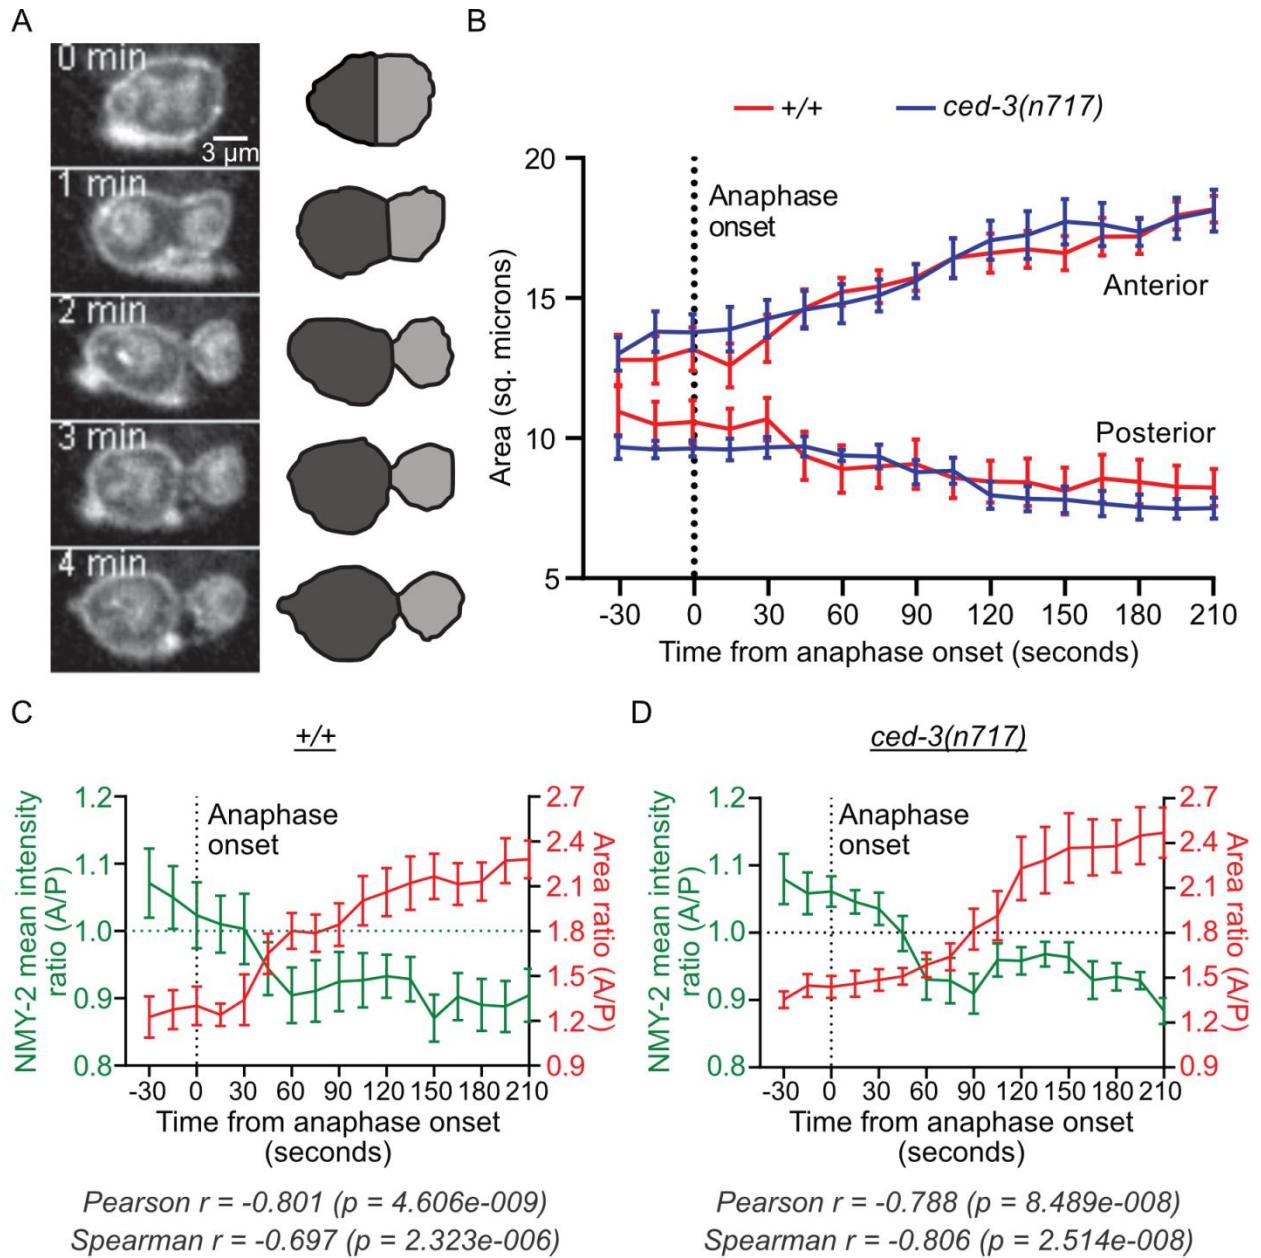 A
0 min
3 µm
1 min
2 min
3 min
4 min
B
+/+
ced-3(n717)
20
15
10
5
Area (sq. microns)
Anaphase
onset
Anterior
Posterior
-30 0 30 60 90 120 150 180 210
Time from anaphase onset (seconds)
C
+/+
1.2
1.1
1.0
0.9
0.8
NMY-2 mean intensity
ratio (A/P)
Anaphase
onset
2.7
2.4
2.1
1.8
1.5
1.2
0.9
Area ratio (A/P)
-30 0 30 60 90 120 150 180 210
Time from anaphase onset
(seconds)
Pearson r = -0.801 (p = 4.606e-009)
Spearman r = -0.697 (p = 2.323e-006)
D
ced-3(n717)
1.2
1.1
1.0
0.9
0.8
NMY-2 mean intensity
ratio (A/P)
Anaphase
onset
2.7
2.4
2.1
1.8
1.5
1.2
0.9
Area ratio (A/P)
-30 0 30 60 90 120 150 180 210
Time from anaphase onset
(seconds)
Pearson r = -0.788 (p = 8.489e-008)
Spearman r = -0.806 (p = 2.514e-008)